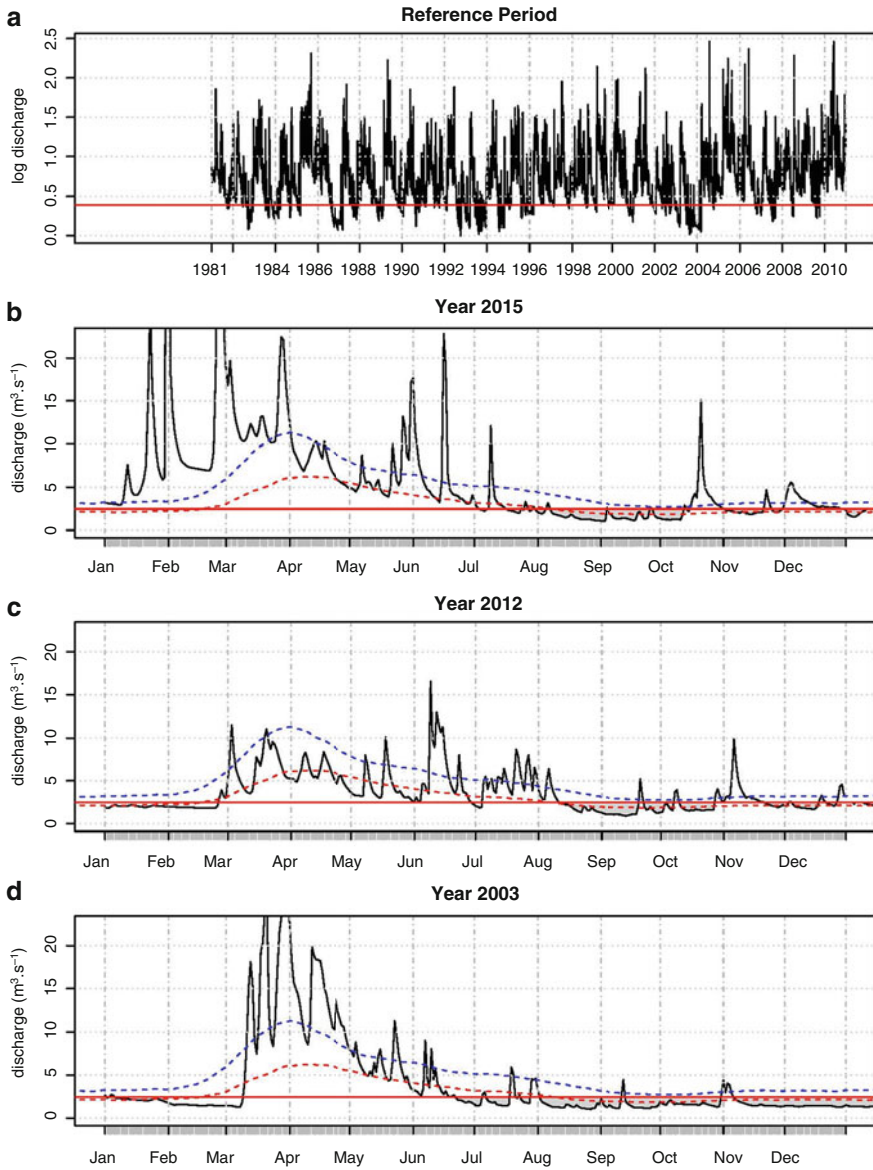 a
Reference Period
log discharge
2.5
2.0
1.5
1.0
0.5
0.0
1981 1984 1986 1988 1990 1992 1994 1996 1998 2000 2002 2004 2006 2008 2010
b
Year 2015
discharge (m³.s⁻¹)
20
15
10
5
0
Jan Feb Mar Apr May Jun Jul Aug Sep Oct Nov Dec
c
Year 2012
discharge (m³.s⁻¹)
20
15
10
5
0
Jan Feb Mar Apr May Jun Jul Aug Sep Oct Nov Dec
d
Year 2003
discharge (m³.s⁻¹)
20
15
10
5
0
Jan Feb Mar Apr May Jun Jul Aug Sep Oct Nov Dec